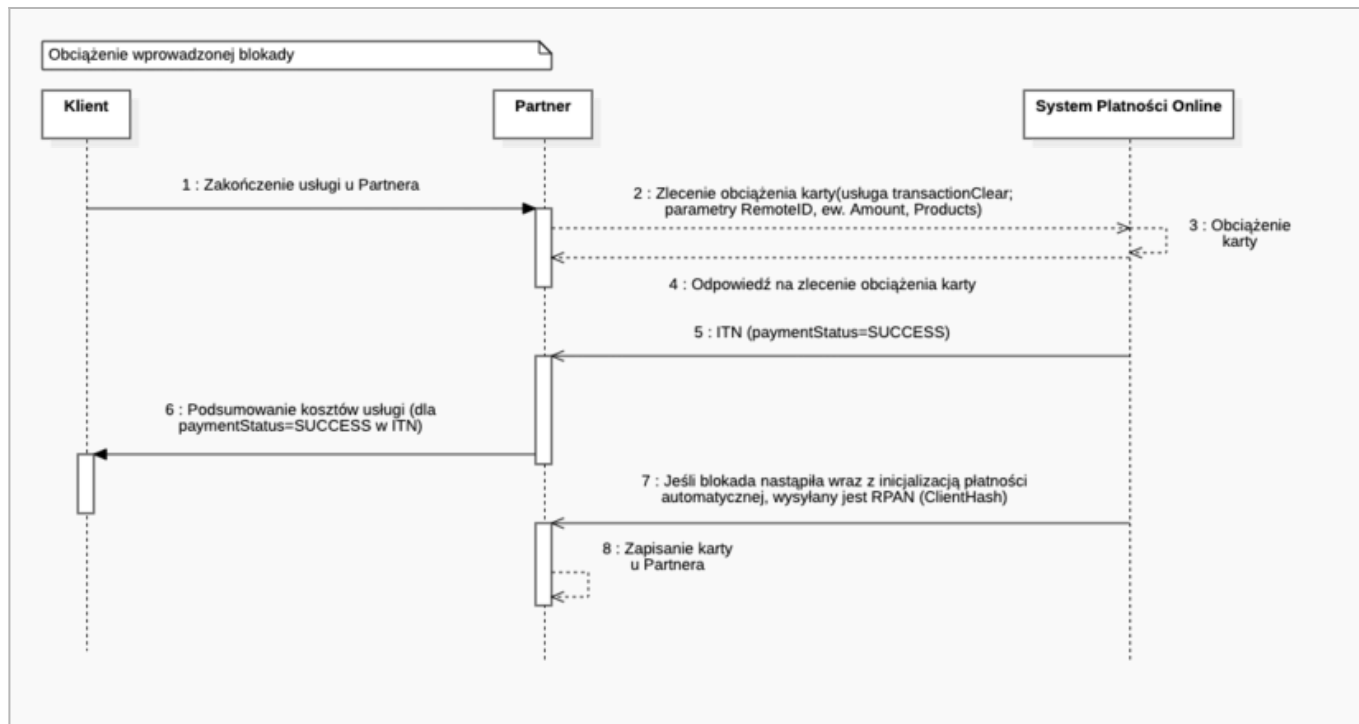 Obciążenie wprowadzonej blokady
Klient
Partner
System Płatności Online
1 : Zakończenie usługi u Partnera
2 : Zlecenie obciążenia karty(usługa transactionClear;
parametry RemoteID, ew. Amount, Products)
3 : Obciążenie
karty
4 : Odpowiedź na zlecenie obciążenia karty
5 : ITN (paymentStatus=SUCCESS)
6 : Podsumowanie kosztów usługi (dla
paymentStatus=SUCCESS w ITN)
7 : Jeśli blokada nastąpiła wraz z inicjalizacją płatności
automatycznej, wysyłany jest RPAN (ClientHash)
8 : Zapisanie karty
u Partnera